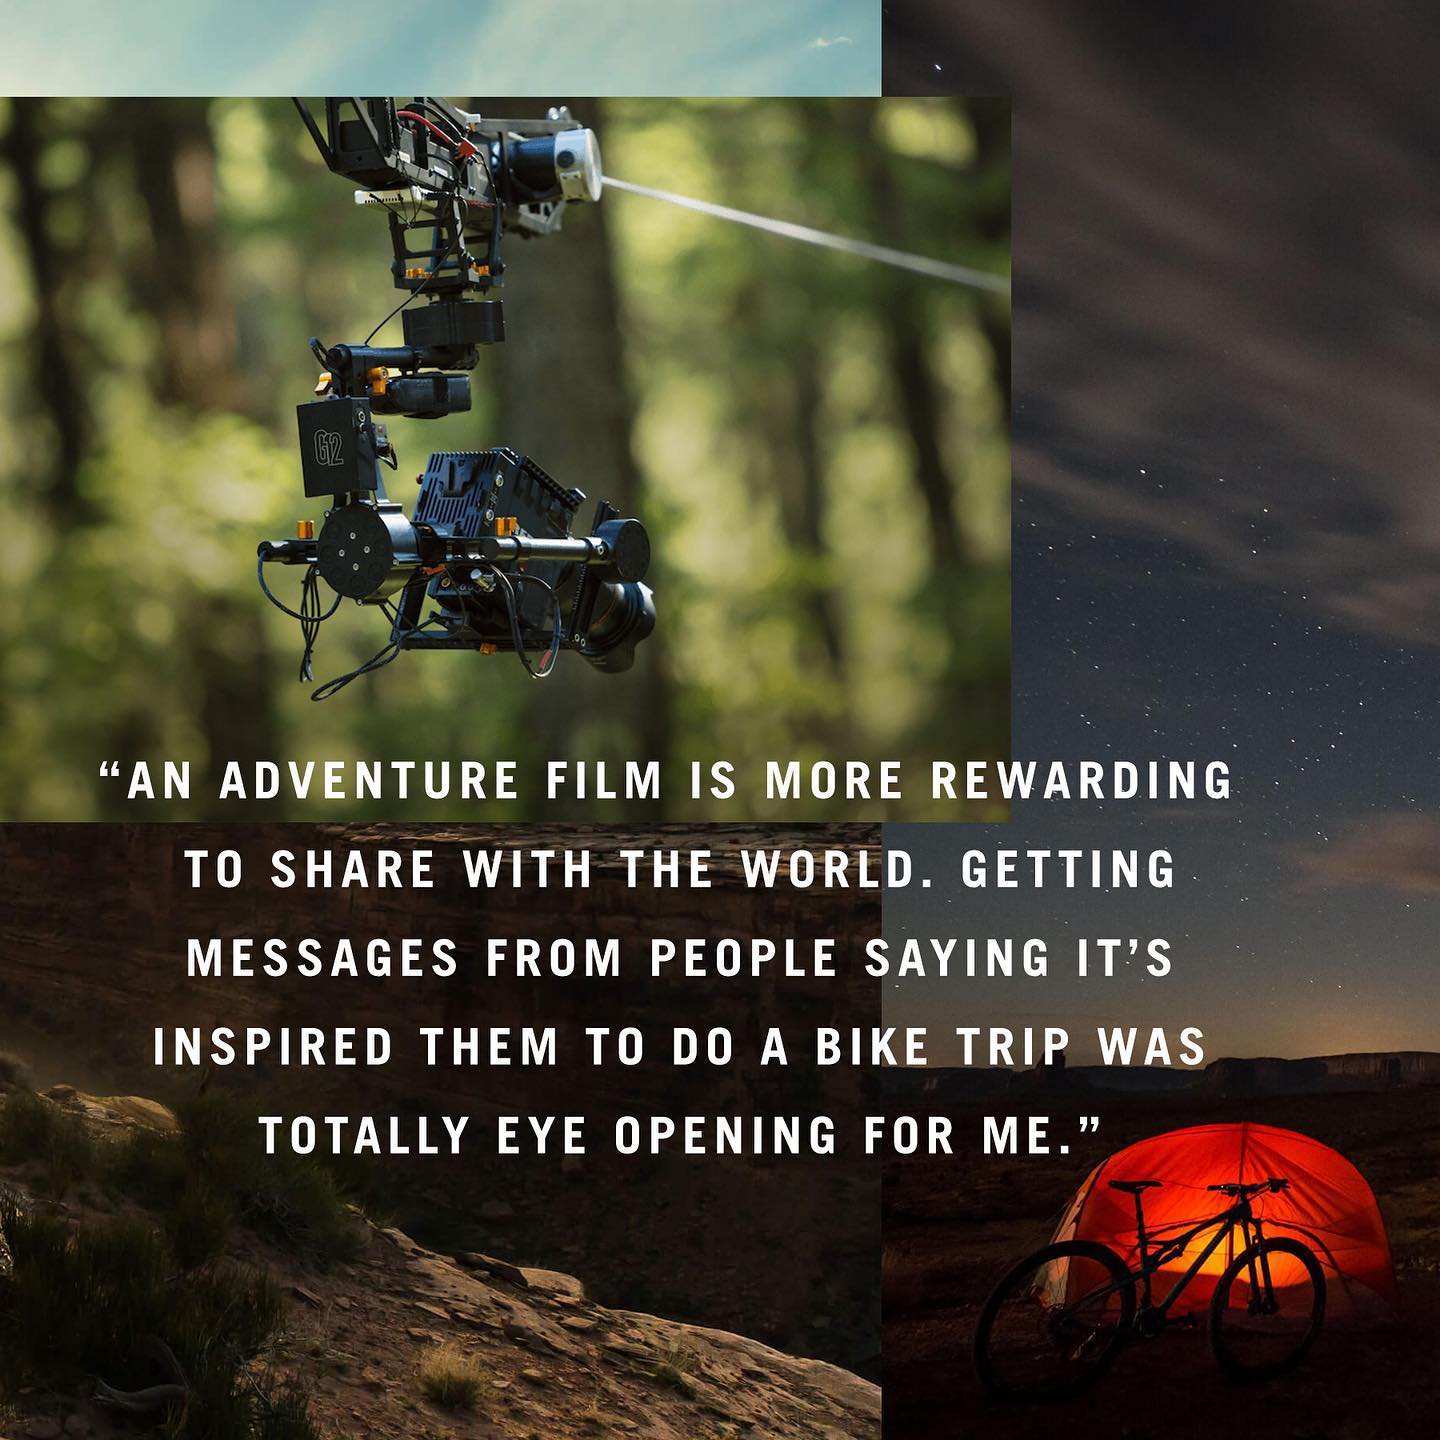 G12
“AN ADVENTURE FILM IS MORE REWARDING
TO SHARE WITH THE WORLD. GETTING
MESSAGES FROM PEOPLE SAYING IT’S
INSPIRED THEM TO DO A BIKE TRIP WAS
TOTALLY EYE OPENING FOR ME.”